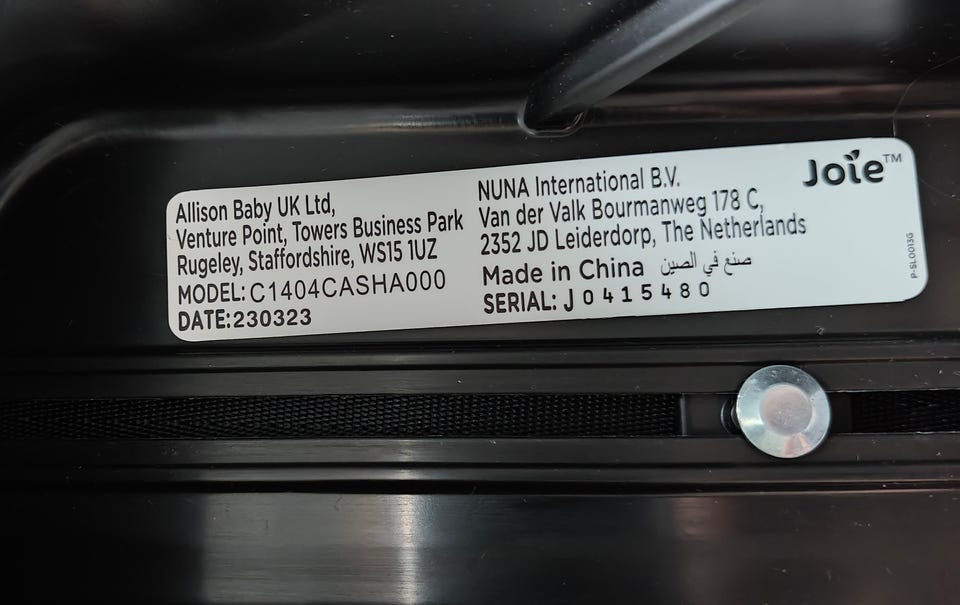 Allison Baby UK Ltd,
Venture Point, Towers Business Park
Rugeley, Staffordshire, WS15 1UZ
MODEL: C1404CASHA000
DATE:230323
NUNA International B.V.
Van der Valk Bourmanweg 178 C,
2352 JD Leiderdorp, The Netherlands
Made in China صنع في الصين
SERIAL: J0415480
Joie™
P-SL0013G